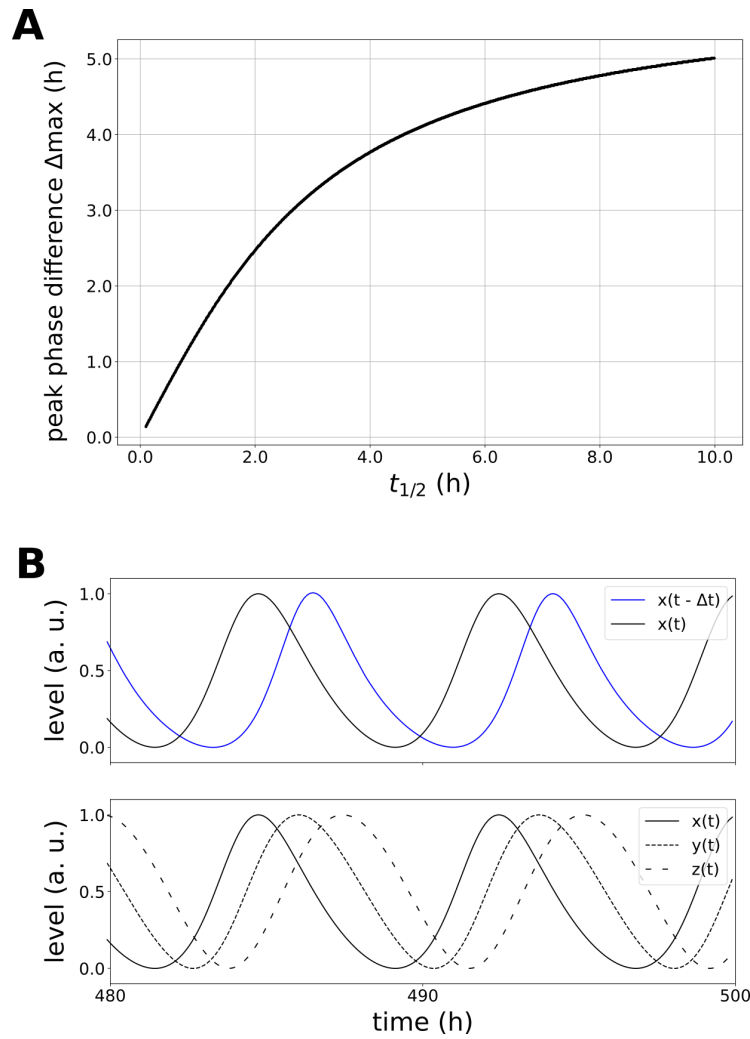 A
peak phase difference Δmax (h)
5.0
4.0
3.0
2.0
1.0
0.0
0.0 2.0 4.0 6.0 8.0 10.0
t1/2 (h)
B
level (a. u.)
1.0
0.5
0.0
x(t - Δt)
x(t)
level (a. u.)
1.0
0.5
0.0
x(t)
y(t)
z(t)
480 490 500
time (h)